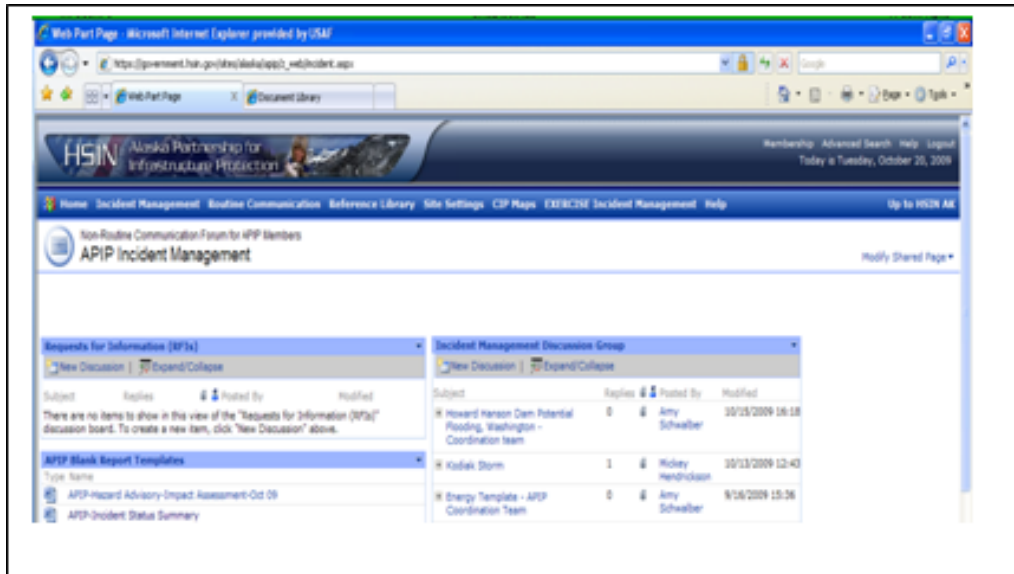 Web Part Page - Microsoft Internet Explorer provided by USAF
Google
Web Part Page X Document Library
Page Tools
HSIN Alaska Partnership for
Infrastructure Protection
Membership Advanced Search Help Logout
Today is Tuesday, October 20, 2009
Home Incident Management Routine Communication Reference Library Site Settings CIP Maps EXERCISE Incident Management Help Up to HSIN AK
Non-Routine Communication Forum for APIP Members
APIP Incident Management
Modify Shared Page
Requests for Information (RFIs)
New Discussion | Expand/Collapse
Subject Replies Posted By Modified
There are no items to show in this view of the "Requests for Information (RFIs)"
discussion board. To create a new item, click "New Discussion" above.
APIP Blank Report Templates
Type Name
APIP-Hazard Advisory-Impact Assessment-Oct 09
APIP-Incident Status Summary
Incident Management Discussion Group
New Discussion | Expand/Collapse
Subject Replies Posted By Modified
Howard Hanson Dam Potential 0 Amy 10/15/2009 16:18
Flooding, Washington - Schwalber
Coordination team
Kodiak Storm 1 Mickey 10/13/2009 12:43
Hendrickson
Energy Template - APIP 0 Amy 9/16/2009 15:36
Coordination Team Schwalber